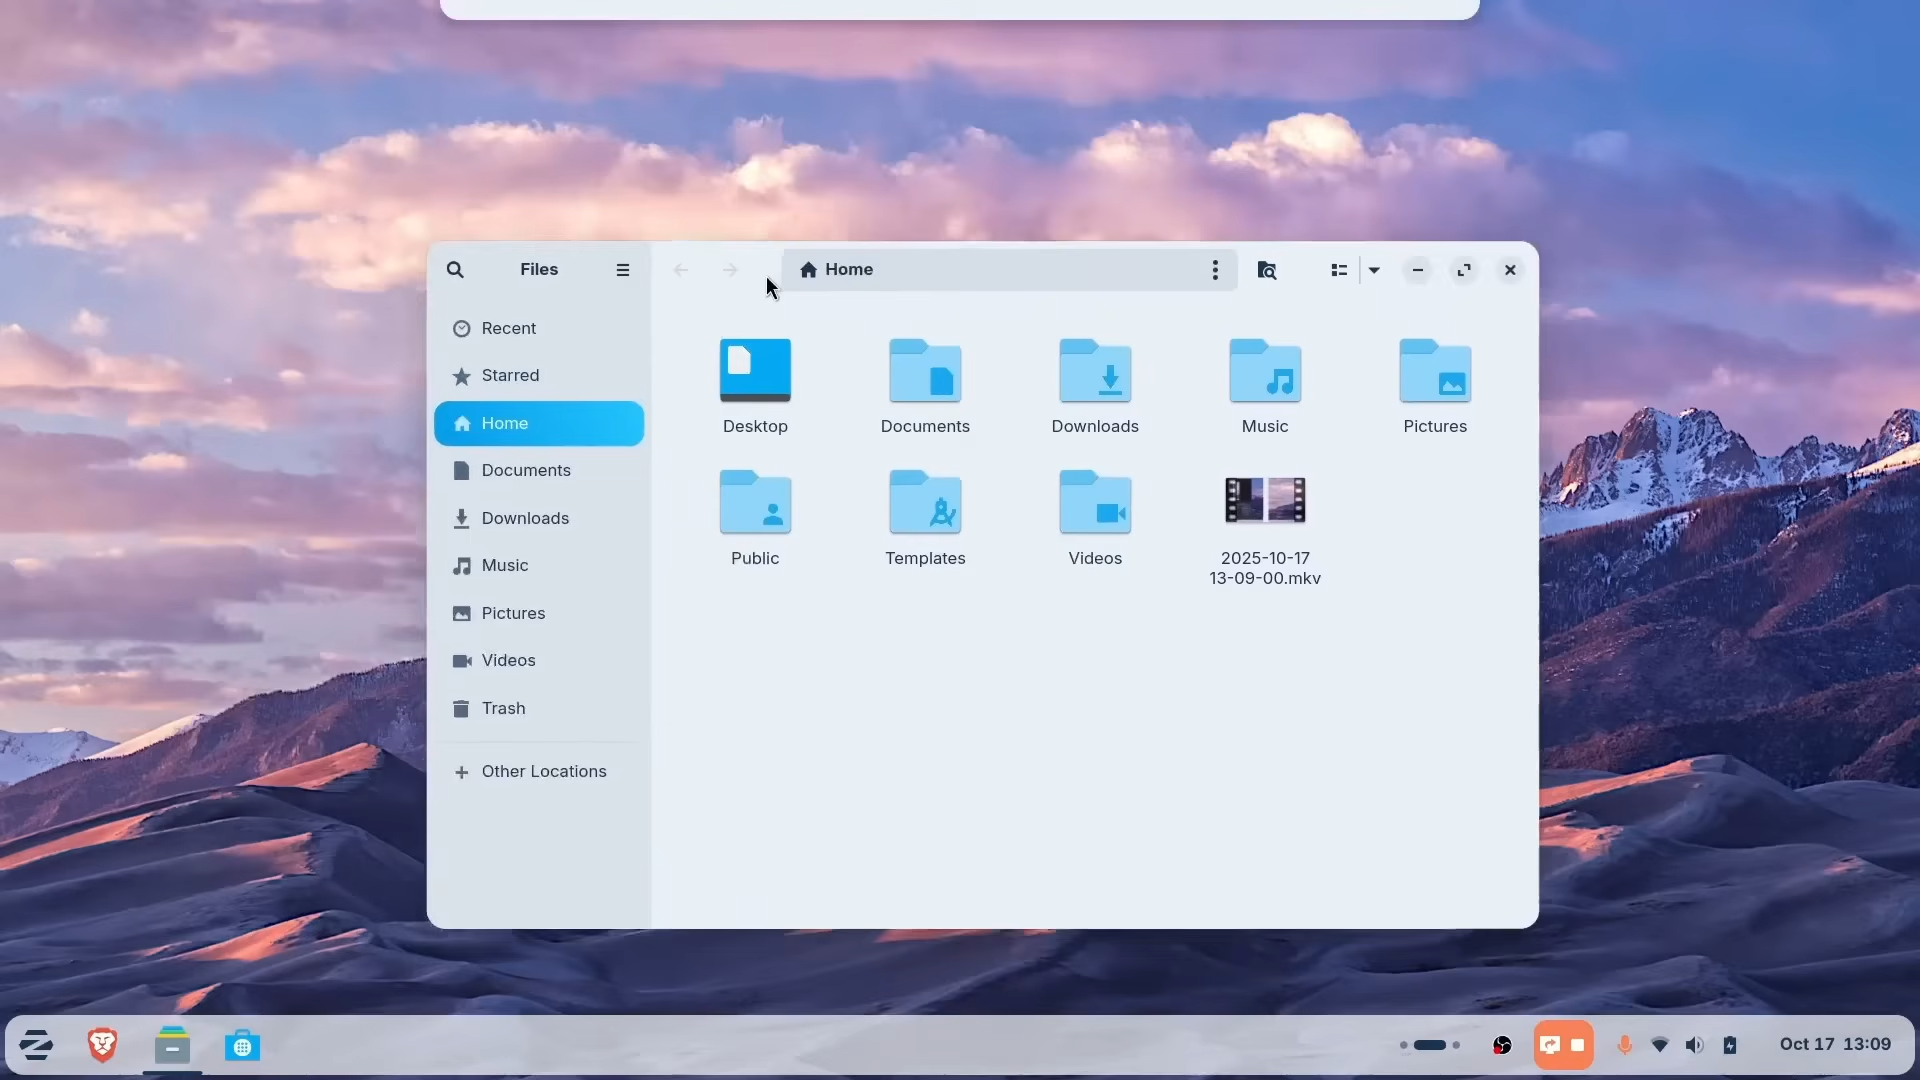 Files
Home
Recent
Starred
Home
Documents
Downloads
Music
Pictures
Videos
Trash
Other Locations
Desktop
Documents
Downloads
Music
Pictures
Public
Templates
Videos
2025-10-17
13-09-00.mkv
Oct 17 13:09